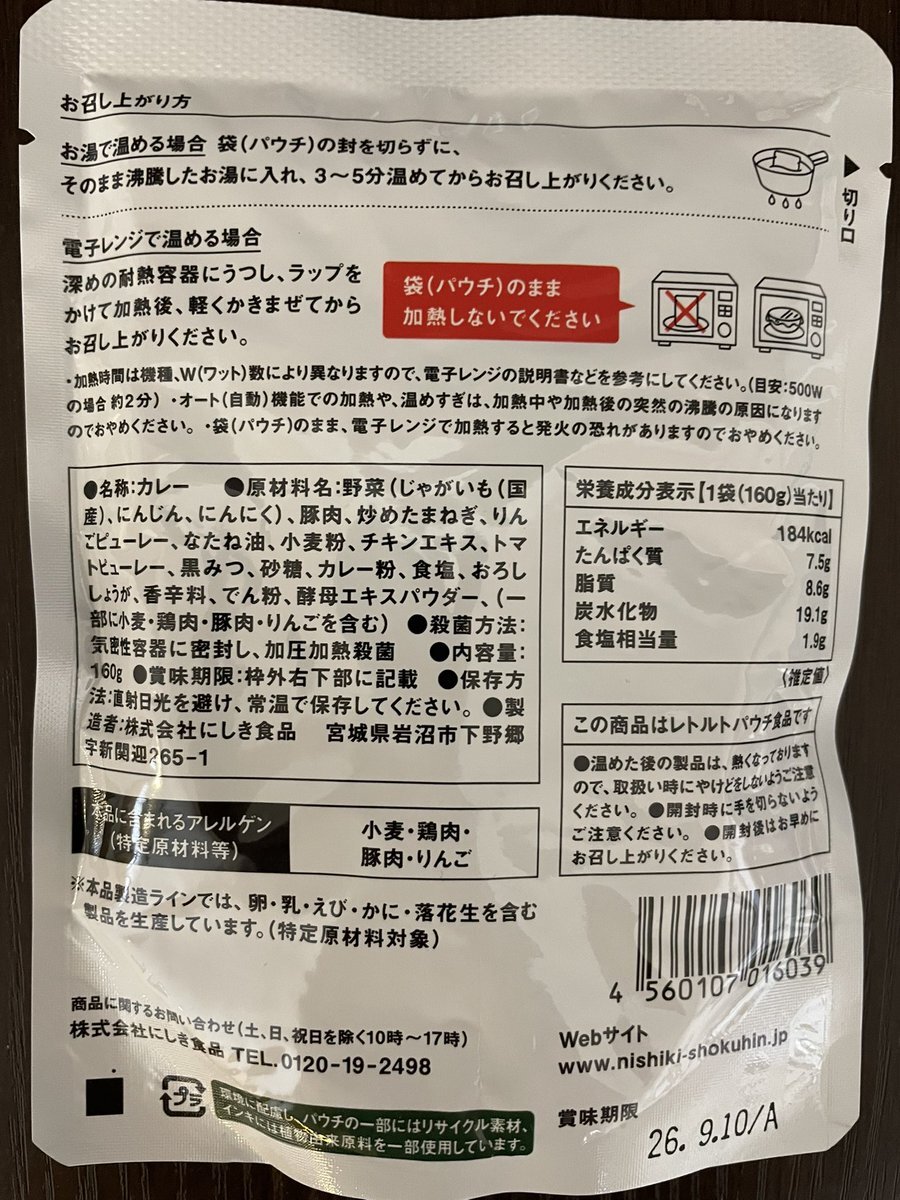 お召し上がり方
お湯で温める場合 袋(パウチ)の封を切らずに、
そのまま沸騰したお湯に入れ、3〜5分温めてからお召し上がりください。
▶切り口
電子レンジで温める場合
深めの耐熱容器にうつし、ラップを
かけて加熱後、軽くかきまぜてから
お召し上がりください。
袋(パウチ)のまま
加熱しないでください
・加熱時間は機種、W(ワット)数により異なりますので、電子レンジの説明書などを参考にしてください。(目安:500W
の場合 約2分) ・オート(自動)機能での加熱や、温めすぎは、加熱中や加熱後の突然の沸騰の原因になります
のでおやめください。・袋(パウチ)のまま、電子レンジで加熱すると発火の恐れがありますのでおやめください。
●名称:カレー ●原材料名:野菜(じゃがいも(国
産)、にんじん、にんにく)、豚肉、炒めたまねぎ、りん
ごピューレー、なたね油、小麦粉、チキンエキス、トマ
トピューレー、黒みつ、砂糖、カレー粉、食塩、おろし
しょうが、香辛料、でん粉、酵母エキスパウダー、(一
部に小麦・鶏肉・豚肉・りんごを含む) ●殺菌方法:
気密性容器に密封し、加圧加熱殺菌 ●内容量:
160g ●賞味期限:枠外右下部に記載 ●保存方
法:直射日光を避け、常温で保存してください。 ●製
造者:株式会社にしき食品 宮城県岩沼市下野郷
字新関迎265-1
栄養成分表示【1袋(160g)当たり】
エネルギー 184kcal
たんぱく質 7.5g
脂質 8.6g
炭水化物 19.1g
食塩相当量 1.9g
〈推定値〉
この商品はレトルトパウチ食品です
●温めた後の製品は、熱くなっております
ので、取扱い時にやけどをしないようご注意
ください。 ●開封時に手を切らないよう
ご注意ください。 ●開封後はお早めに
お召し上がりください。
本品に含まれるアレルゲン
(特定原材料等)
小麦・鶏肉・
豚肉・りんご
※本品製造ラインでは、卵・乳・えび・かに・落花生を含む
製品を生産しています。(特定原材料対象)
4 560107 016039
商品に関するお問い合わせ(土、日、祝日を除く10時〜17時)
株式会社にしき食品 TEL.0120-19-2498
Webサイト
www.nishiki-shokuhin.jp
プラ
環境に配慮し、パウチの一部にはリサイクル素材、
インキには植物由来原料を一部使用しています。
賞味期限
26. 9.10/A